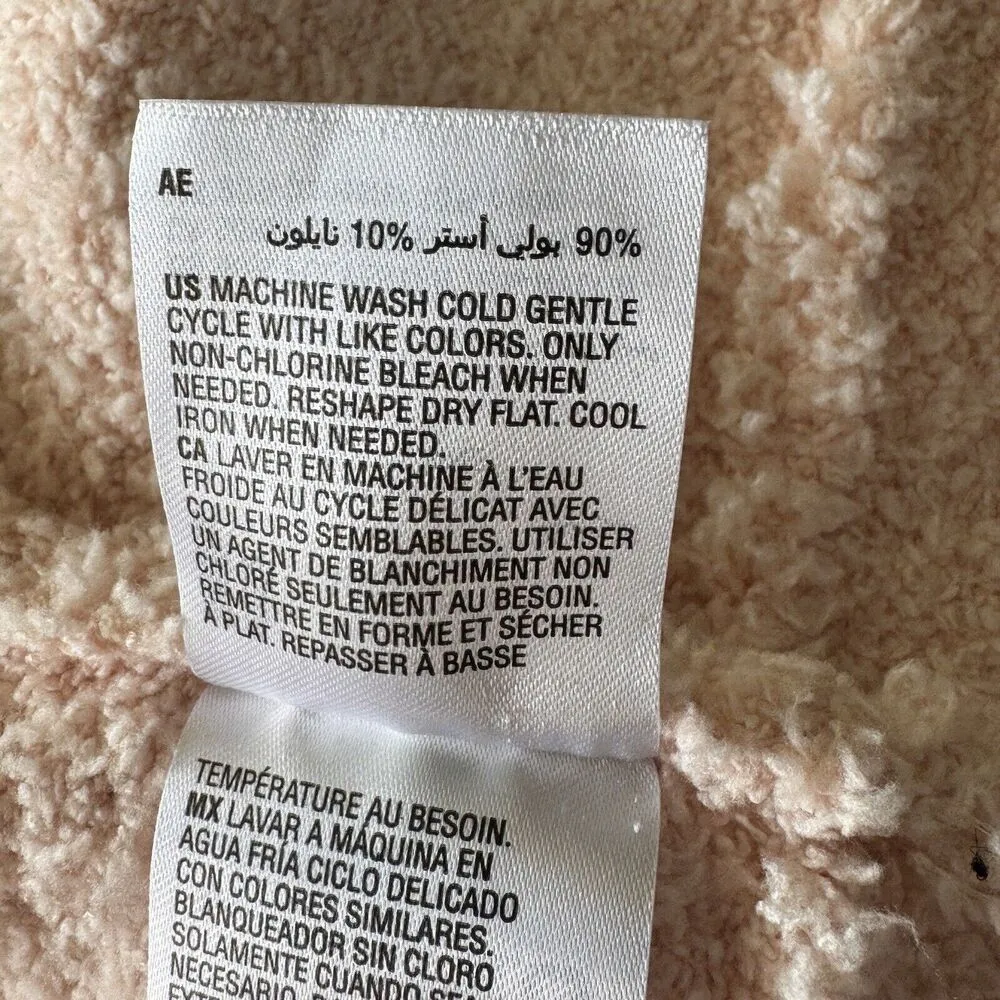 AE
90% بولي أستر 10% نايلون
US MACHINE WASH COLD GENTLE
CYCLE WITH LIKE COLORS. ONLY
NON-CHLORINE BLEACH WHEN
NEEDED. RESHAPE DRY FLAT. COOL
IRON WHEN NEEDED.
CA LAVER EN MACHINE À L'EAU
FROIDE AU CYCLE DÉLICAT AVEC
COULEURS SEMBLABLES. UTILISER
UN AGENT DE BLANCHIMENT NON
CHLORÉ SEULEMENT AU BESOIN.
REMETTRE EN FORME ET SÉCHER
À PLAT. REPASSER À BASSE
TEMPÉRATURE AU BESOIN.
MX LAVAR A MÁQUINA EN
AGUA FRÍA CICLO DELICADO
CON COLORES SIMILARES.
BLANQUEADOR SIN CLORO
SOLAMENTE CUANDO SEA
NECESARIO.